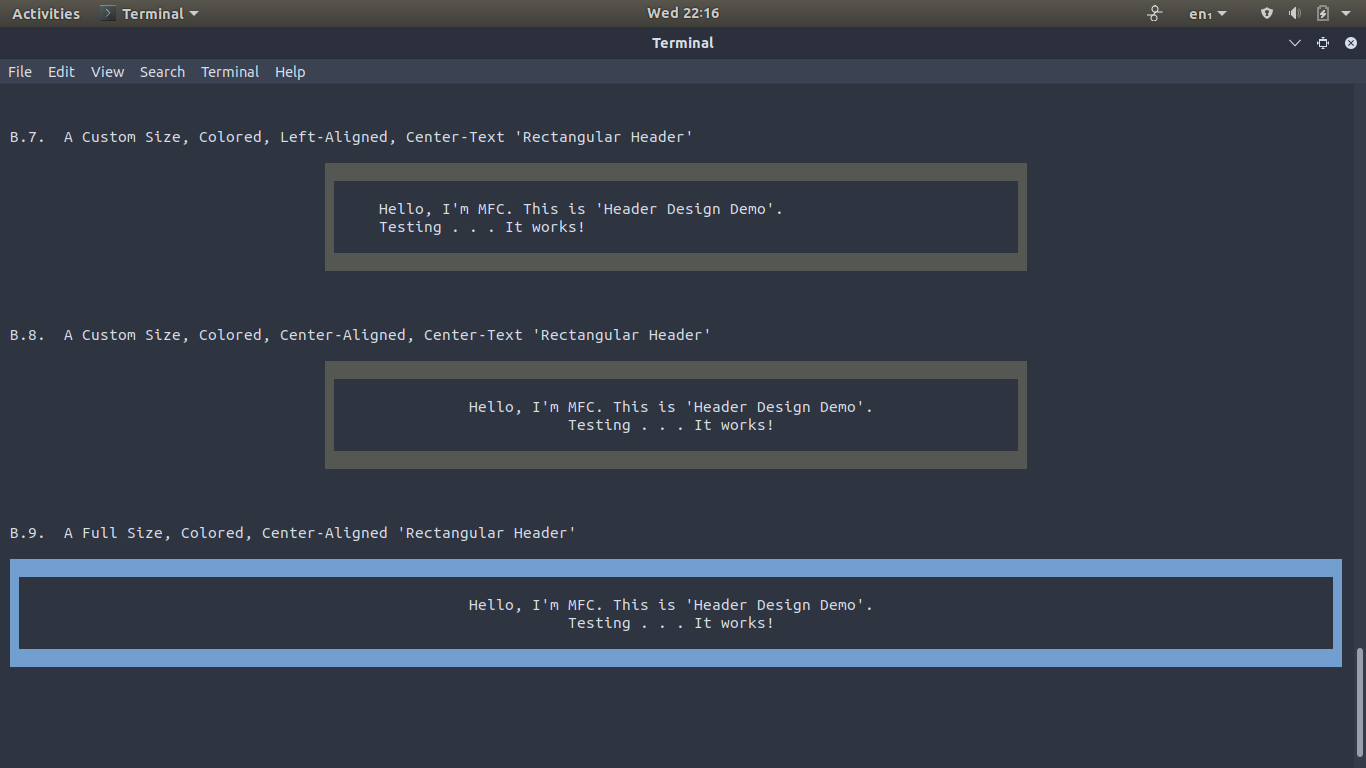 Activities Terminal Wed 22:16 en₁
Terminal
File Edit View Search Terminal Help
B.7.  A Custom Size, Colored, Left-Aligned, Center-Text 'Rectangular Header'
Hello, I'm MFC. This is 'Header Design Demo'.
Testing . . . It works!
B.8.  A Custom Size, Colored, Center-Aligned, Center-Text 'Rectangular Header'
Hello, I'm MFC. This is 'Header Design Demo'.
Testing . . . It works!
B.9.  A Full Size, Colored, Center-Aligned 'Rectangular Header'
Hello, I'm MFC. This is 'Header Design Demo'.
Testing . . . It works!